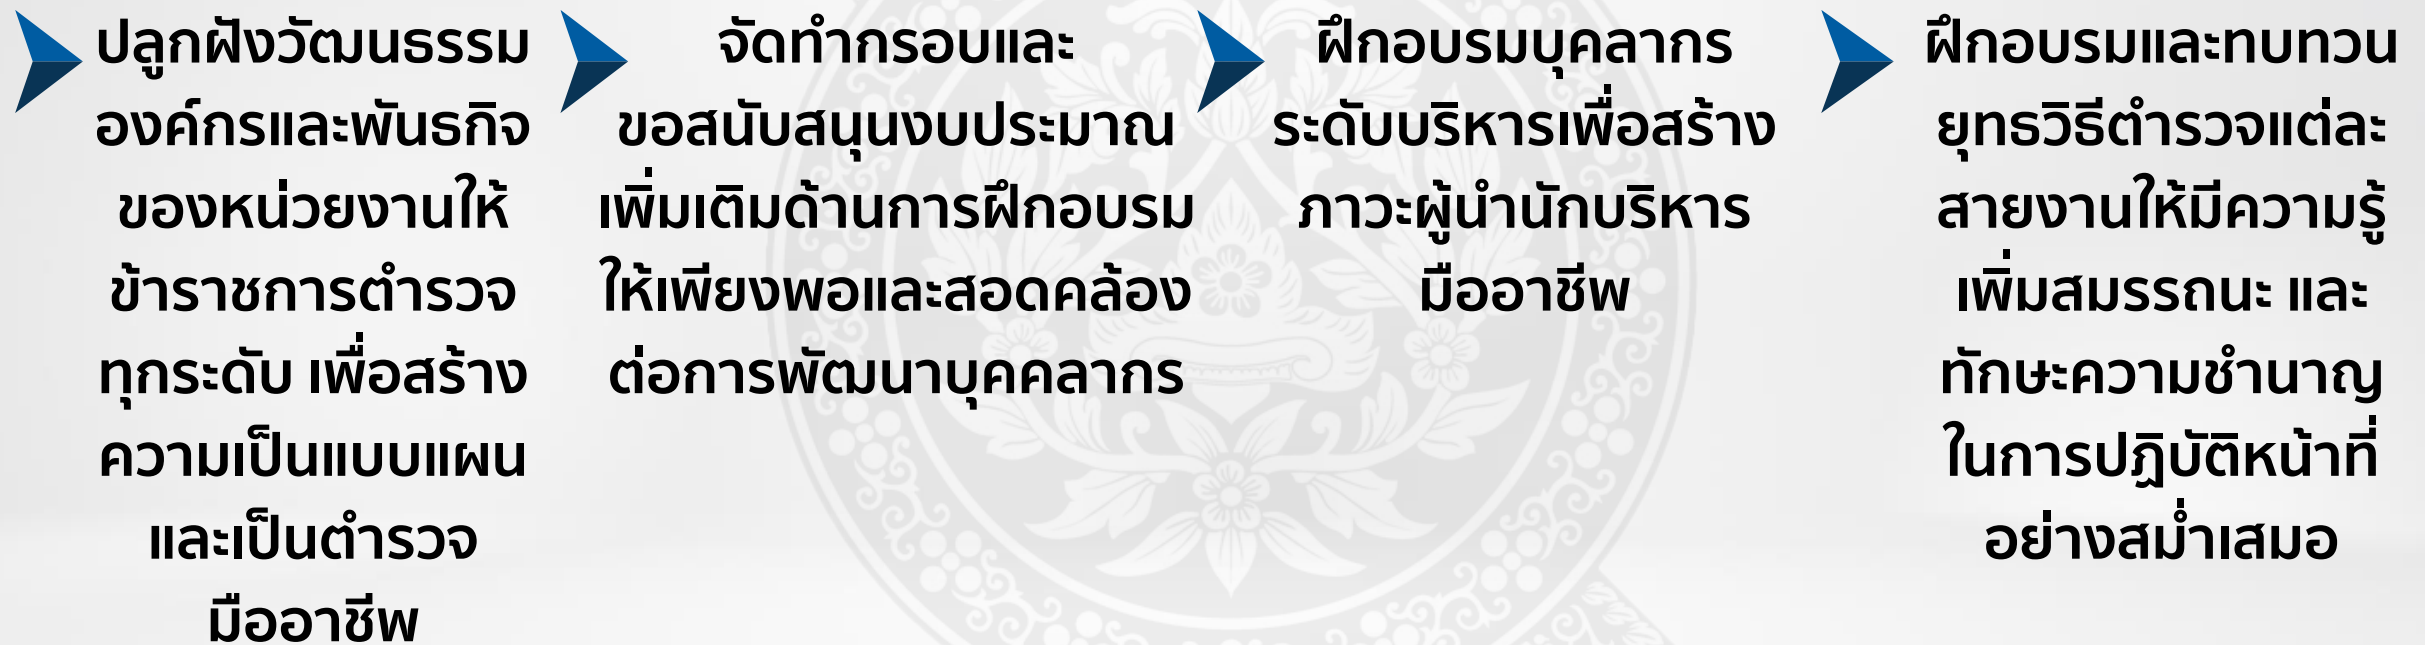 ปลูกฝังวัฒนธรรม
องค์กรและพันธกิจ
ของหน่วยงานให้
ข้าราชการตำรวจ
ทุกระดับ เพื่อสร้าง
ความเป็นแบบแผน
และเป็นตำรวจ
มืออาชีพ
จัดทำกรอบและ
ขอสนับสนุนงบประมาณ
เพิ่มเติมด้านการฝึกอบรม
ให้เพียงพอและสอดคล้อง
ต่อการพัฒนาบุคคลากร
ฝึกอบรมบุคลากร
ระดับบริหารเพื่อสร้าง
ภาวะผู้นำนักบริหาร
มืออาชีพ
ฝึกอบรมและทบทวน
ยุทธวิธีตำรวจแต่ละ
สายงานให้มีความรู้
เพิ่มสมรรถนะ และ
ทักษะความชำนาญ
ในการปฏิบัติหน้าที่
อย่างสม่ำเสมอ